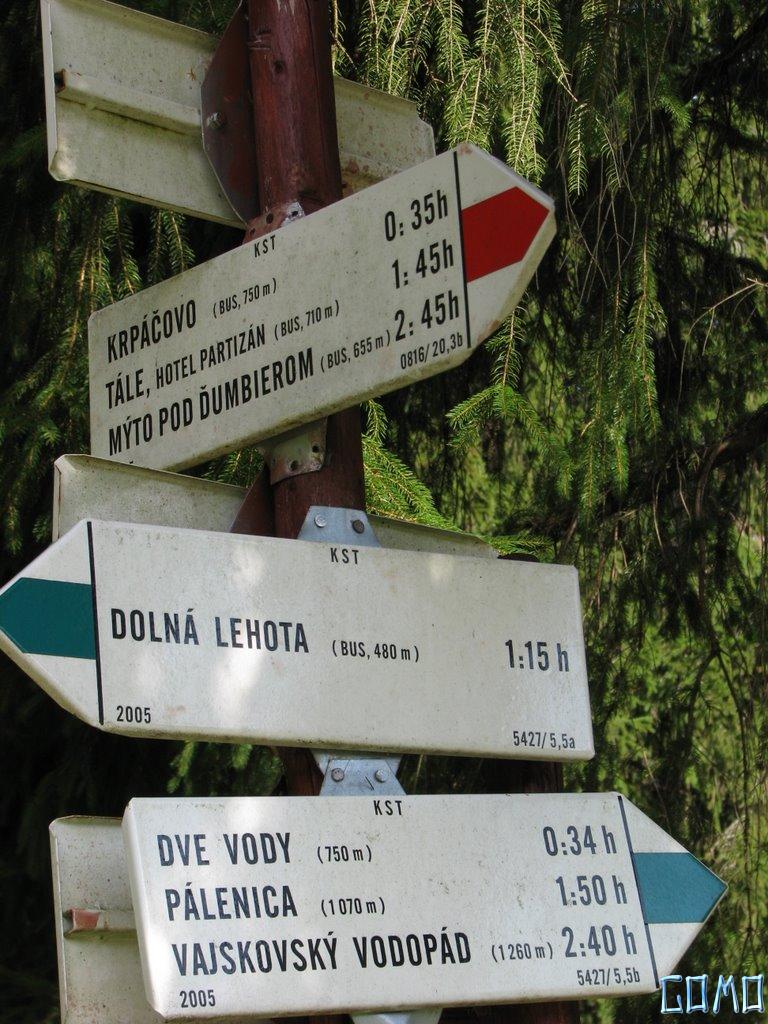 KST
KRPÁČOVO (BUS, 750 m) 0:35h
TÁLE, HOTEL PARTIZÁN (BUS, 710 m) 1:45h
MÝTO POD ĎUMBIEROM (BUS, 655 m) 2:45h
0816/20,3b
KST
DOLNÁ LEHOTA (BUS, 480 m) 1:15 h
2005 5427/5,5a
KST
DVE VODY (750 m) 0:34 h
PÁLENICA (1070 m) 1:50 h
VAJSKOVSKÝ VODOPÁD (1260 m) 2:40 h
2005 5427/5,5b
GOMO